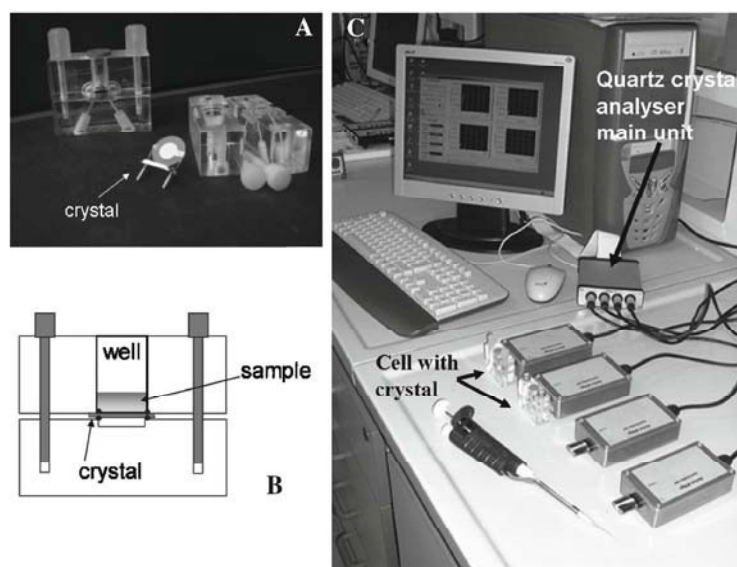 A
crystal
B
well
sample
crystal
C
Quartz crysta
analyser
main unit
Cell with
crystal